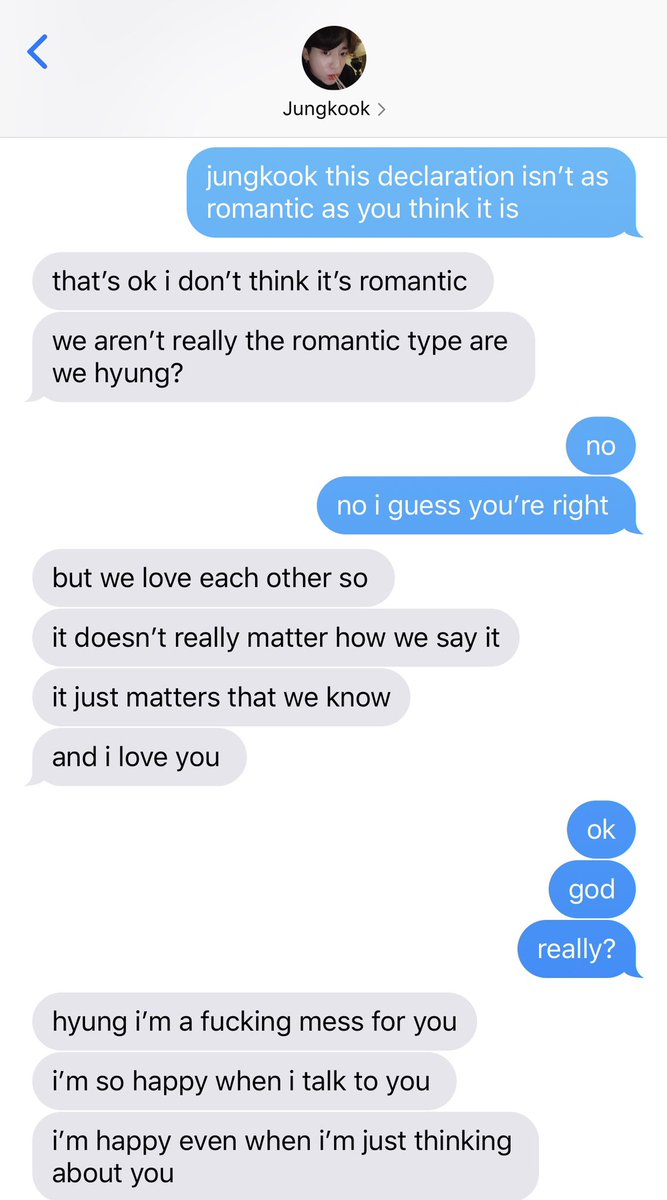 Jungkook
jungkook this declaration isn’t as
romantic as you think it is
that’s ok i don’t think it’s romantic
we aren’t really the romantic type are
we hyung?
no
no i guess you’re right
but we love each other so
it doesn’t really matter how we say it
it just matters that we know
and i love you
ok
god
really?
hyung i’m a fucking mess for you
i’m so happy when i talk to you
i’m happy even when i’m just thinking
about you